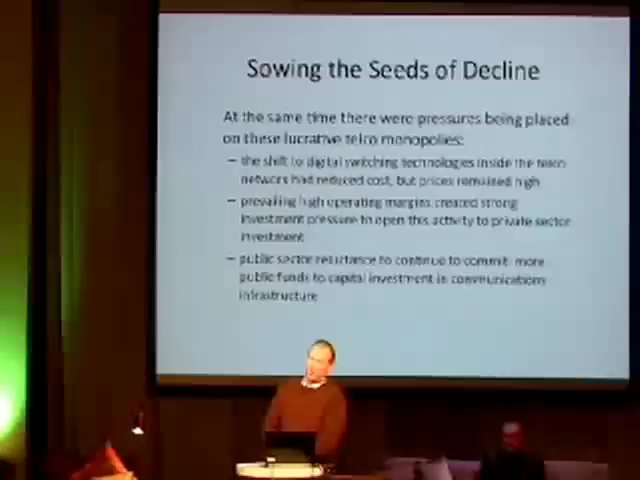 Sowing the Seeds of Decline
At the same time there were pressures being placed
on these lucrative telco monopolies:
– the shift to digital switching technologies inside the telco
network had reduced cost, but prices remained high
– prevailing high operating margins created strong
investment pressure to open this activity to private sector
investment
– public sector reluctance to continue to commit more
public funds to capital investment in communications
infrastructure